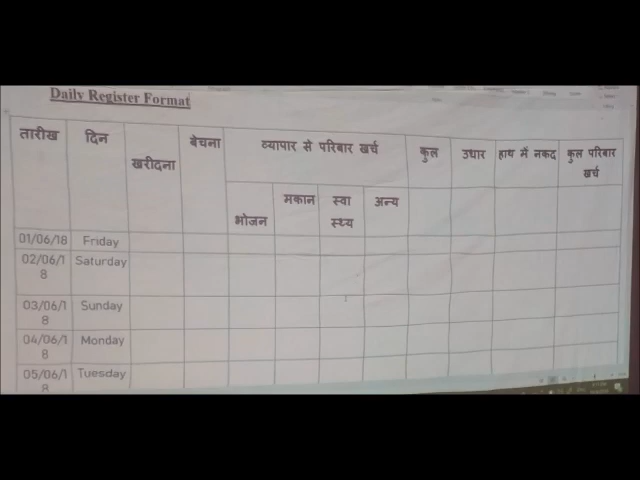 Daily Register Format
तारीख दिन खरीदना बेचना व्यापार से परिबार खर्च कुल उधार हाथ में नकद कुल परिबार खर्च
भोजन मकान स्वास्थ्य अन्य
01/06/18 Friday
02/06/18 Saturday
03/06/18 Sunday
04/06/18 Monday
05/06/18 Tuesday